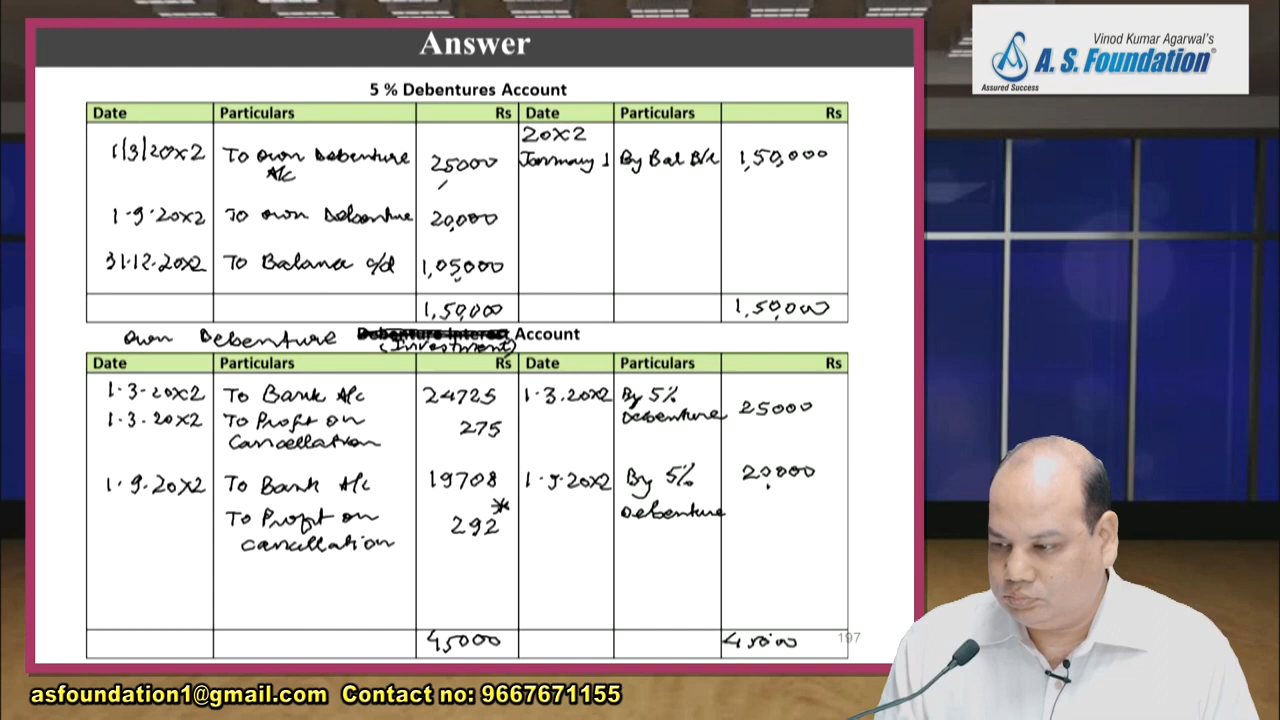 Answer
Vinod Kumar Agarwal's
A. S. Foundation
Assured Success
5 % Debentures Account
Date Particulars Rs Date Particulars Rs
20X2
1/3/20X2 To own Debenture A/c 25000 January 1 By Bal B/d 1,50,000
1·9·20X2 To own Debenture 20,000
31·12·20X2 To Balance c/d 1,05,000
1,50,000 1,50,000
own Debenture Debenture Interest Account
(Investment)
Date Particulars Rs Date Particulars Rs
1·3·20X2 To Bank A/c 24725 1·3·20X2 By 5% Debenture 25000
1·3·20X2 To Profit on cancellation 275
1·9·20X2 To Bank A/c 19708 1·9·20X2 By 5% Debenture 20,000
To Profit on cancellation 292 *
45000 45000
197
asfoundation1@gmail.com Contact no: 9667671155